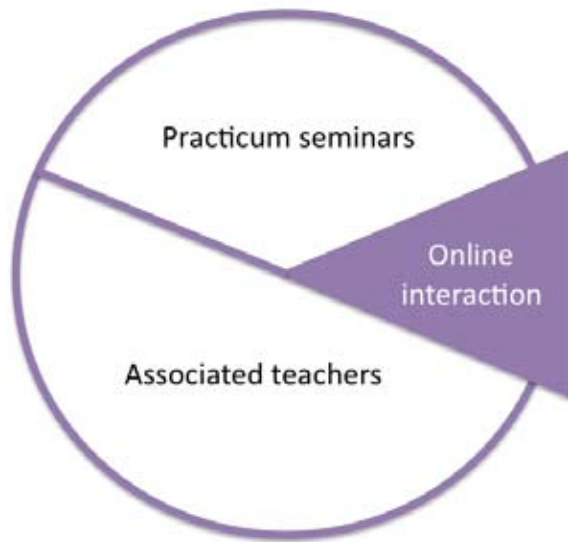 Practicum seminars
Online
interaction
Associated teachers